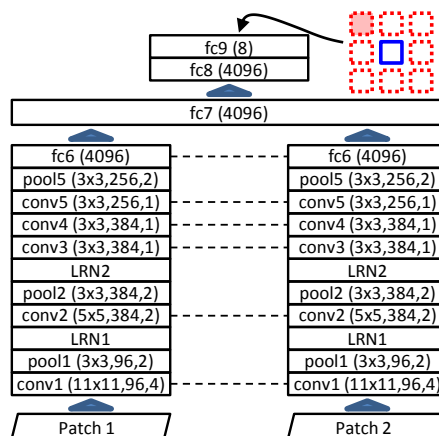 fc9 (8)
fc8 (4096)
fc7 (4096)
fc6 (4096)
pool5 (3x3,256,2)
conv5 (3x3,256,1)
conv4 (3x3,384,1)
conv3 (3x3,384,1)
LRN2
pool2 (3x3,384,2)
conv2 (5x5,384,2)
LRN1
pool1 (3x3,96,2)
conv1 (11x11,96,4)
Patch 1
fc6 (4096)
pool5 (3x3,256,2)
conv5 (3x3,256,1)
conv4 (3x3,384,1)
conv3 (3x3,384,1)
LRN2
pool2 (3x3,384,2)
conv2 (5x5,384,2)
LRN1
pool1 (3x3,96,2)
conv1 (11x11,96,4)
Patch 2